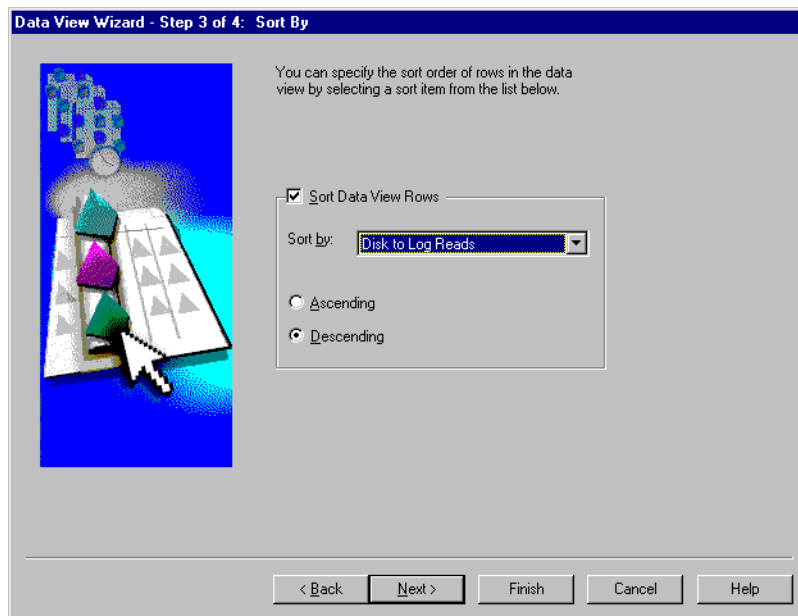 Data View Wizard - Step 3 of 4: Sort By
You can specify the sort order of rows in the data
view by selecting a sort item from the list below.
Sort Data View Rows
Sort by: Disk to Log Reads
Ascending
Descending
< Back Next > Finish Cancel Help